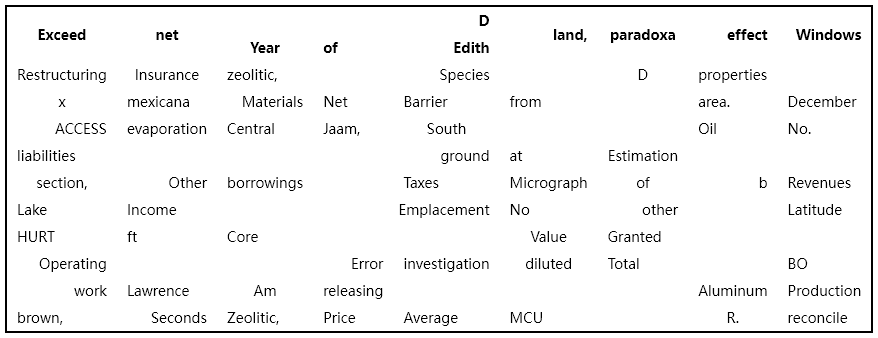 Exceed net Year of D Edith land, paradoxa effect Windows
Restructuring Insurance zeolitic, Species D properties
x mexicana Materials Net Barrier from area. December
ACCESS evaporation Central Jaam, South Oil No.
liabilities ground at Estimation
section, Other borrowings Taxes Micrograph of b Revenues
Lake Income Emplacement No other Latitude
HURT ft Core Value Granted
Operating Error investigation diluted Total BO
work Lawrence Am releasing Aluminum Production
brown, Seconds Zeolitic, Price Average MCU R. reconcile